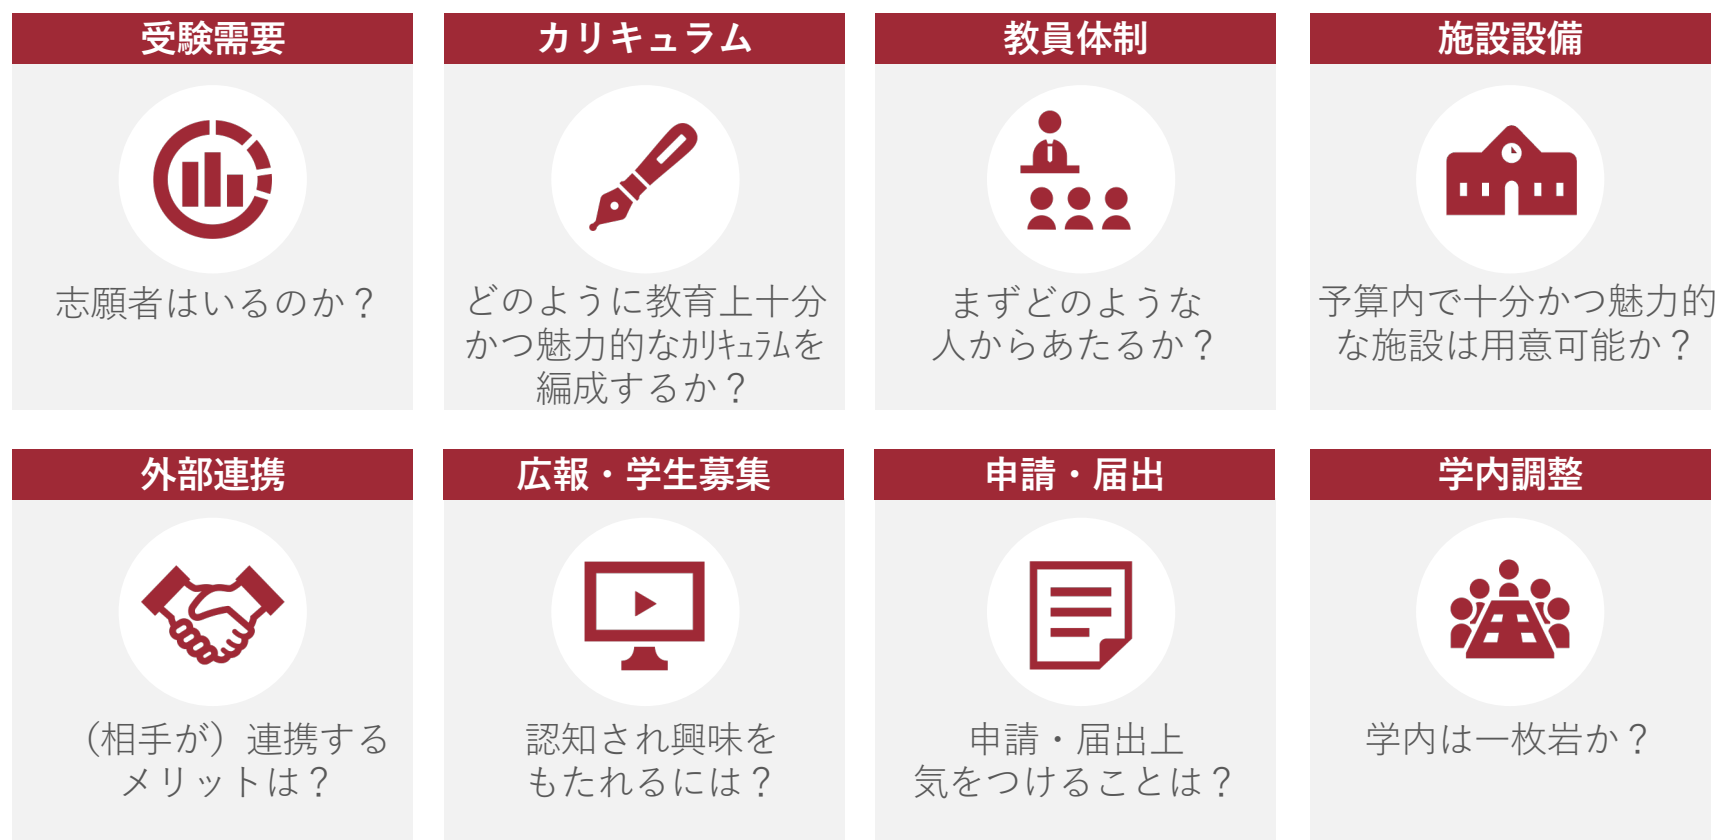 受験需要
志願者はいるのか？
カリキュラム
どのように教育上十分
かつ魅力的なｶﾘｷｭﾗﾑを
編成するか？
教員体制
まずどのような
人からあたるか？
施設設備
予算内で十分かつ魅力的
な施設は用意可能か？
外部連携
（相手が）連携する
メリットは？
広報・学生募集
認知され興味を
もたれるには？
申請・届出
申請・届出上
気をつけることは？
学内調整
学内は一枚岩か？